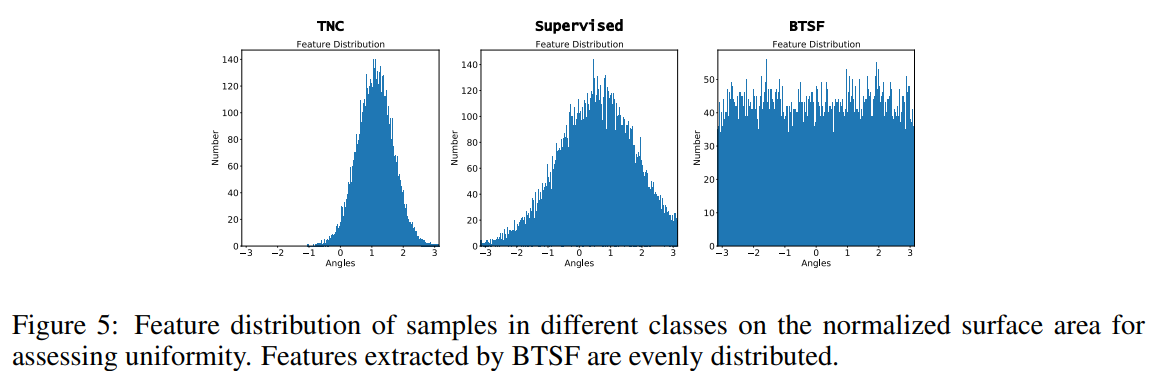 TNC
Supervised
BTSF
Feature Distribution
Feature Distribution
Feature Distribution
Number
140
120
100
80
60
40
20
0
−3 −2 −1 0 1 2 3
Angles
Number
140
120
100
80
60
40
20
0
−3 −2 −1 0 1 2 3
Angles
Number
50
40
30
20
10
0
−3 −2 −1 0 1 2 3
Angles
Figure 5: Feature distribution of samples in different classes on the normalized surface area for
assessing uniformity. Features extracted by BTSF are evenly distributed.